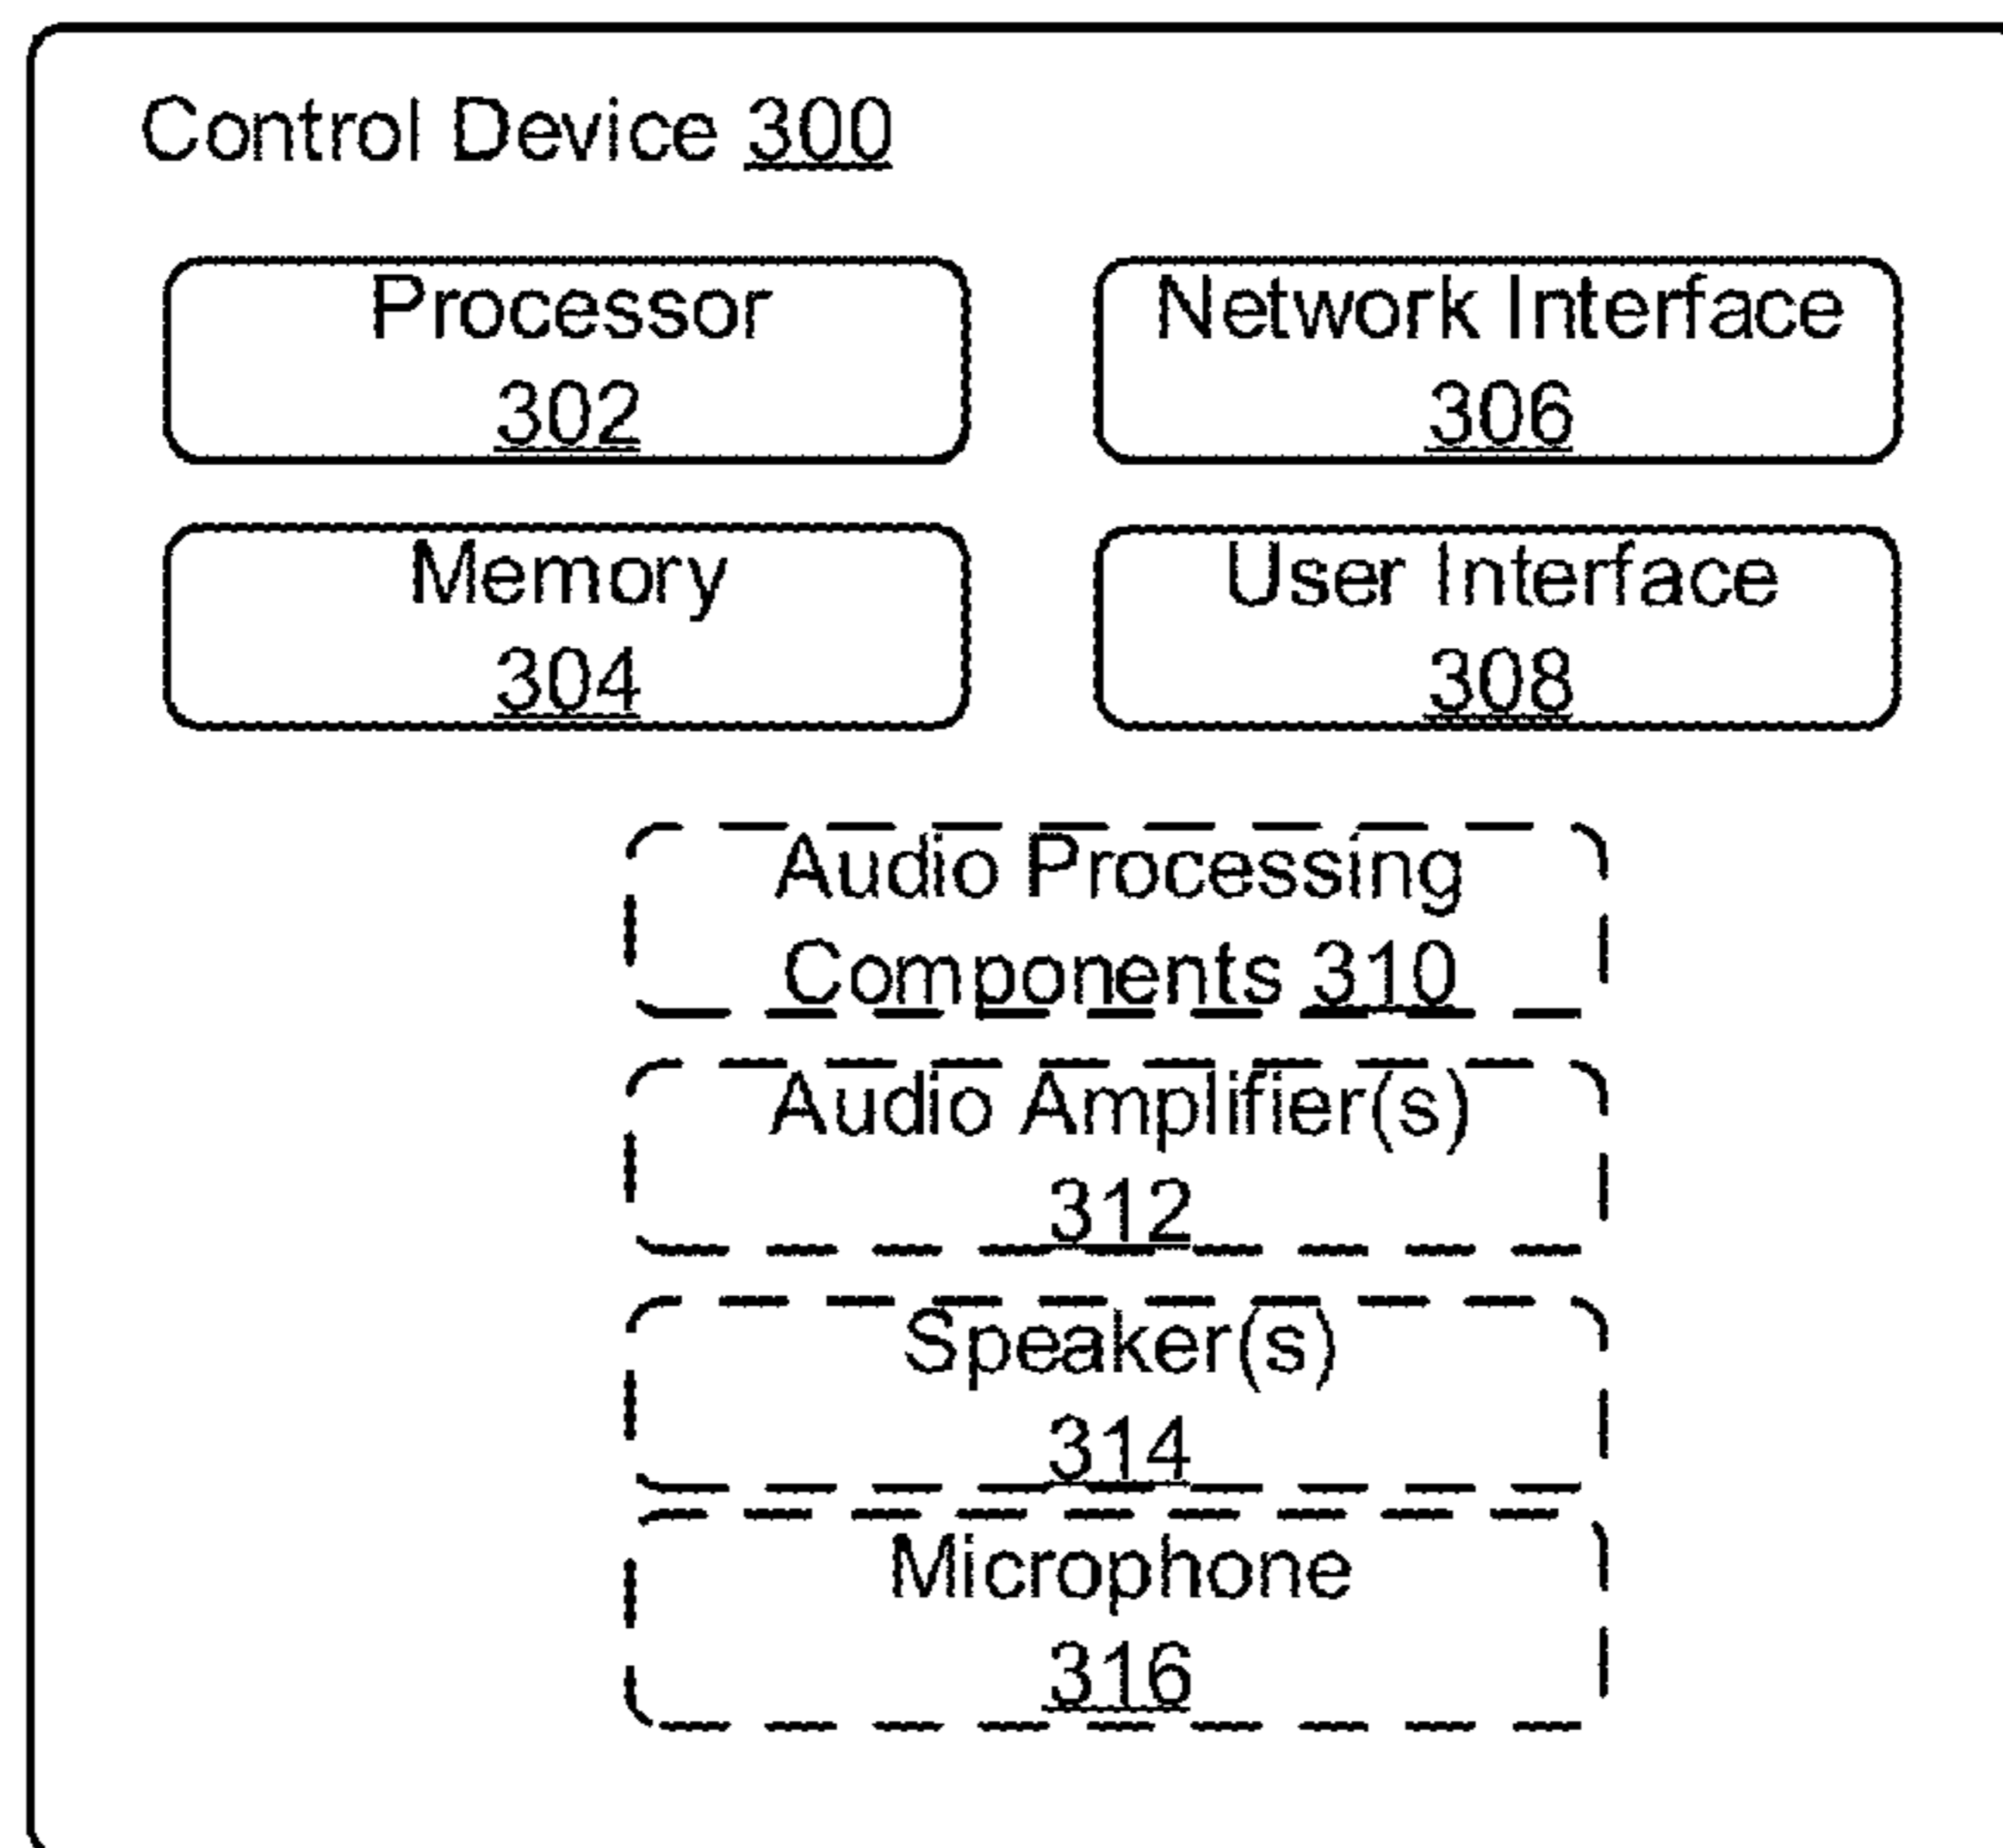 Control Device 300
Processor
302
Network Interface
306
Memory
304
User Interface
308
Audio Processing
Components 310
Audio Amplifier(s)
312
Speaker(s)
314
Microphone
316